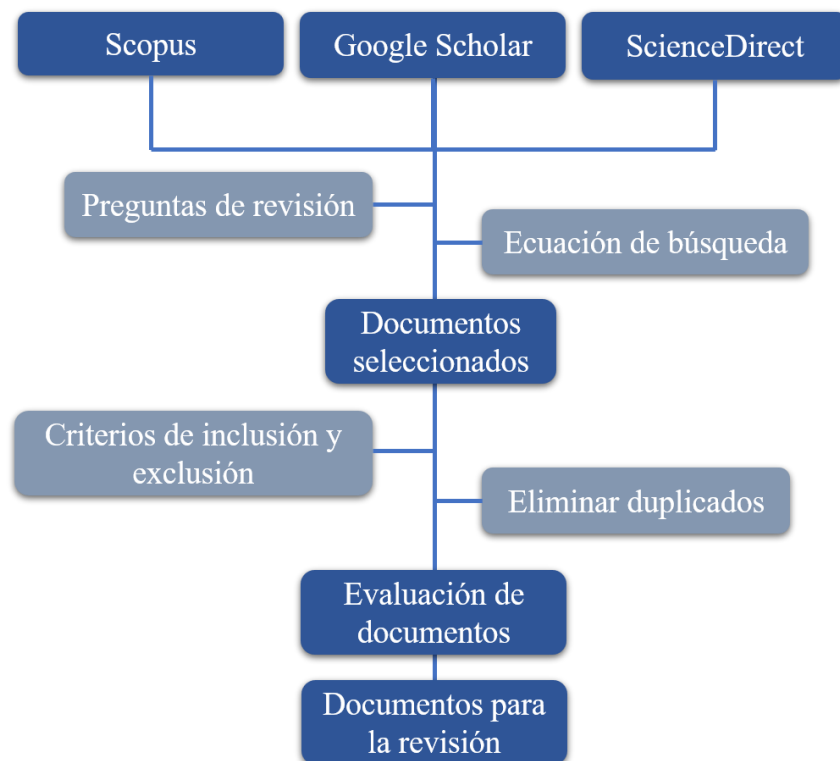 Scopus
Google Scholar
ScienceDirect
Preguntas de revisión
Ecuación de búsqueda
Documentos
seleccionados
Criterios de inclusión y
exclusión
Eliminar duplicados
Evaluación de
documentos
Documentos para
la revisión